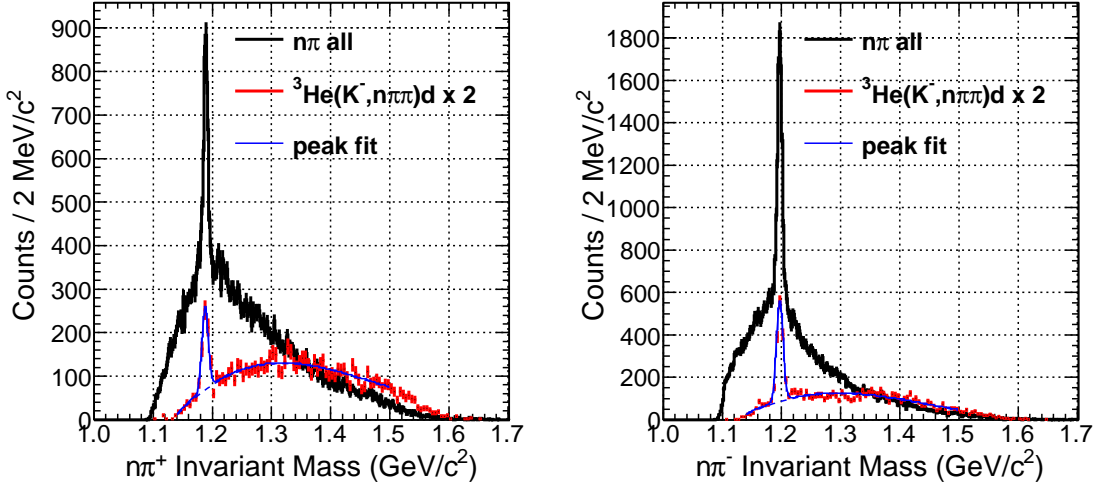 Counts / 2 MeV/c²
900
800
700
600
500
400
300
200
100
0
nπ all
³He(K⁻,nππ)d x 2
peak fit
1.0 1.1 1.2 1.3 1.4 1.5 1.6 1.7
nπ⁺ Invariant Mass (GeV/c²)
Counts / 2 MeV/c²
1800
1600
1400
1200
1000
800
600
400
200
0
nπ all
³He(K⁻,nππ)d x 2
peak fit
1.0 1.1 1.2 1.3 1.4 1.5 1.6 1.7
nπ⁻ Invariant Mass (GeV/c²)